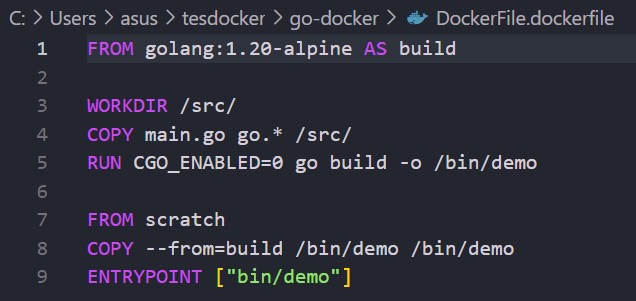 C: > Users > asus > tesdocker > go-docker > DockerFile.dockerfile
1 FROM golang:1.20-alpine AS build
2
3 WORKDIR /src/
4 COPY main.go go.* /src/
5 RUN CGO_ENABLED=0 go build -o /bin/demo
6
7 FROM scratch
8 COPY --from=build /bin/demo /bin/demo
9 ENTRYPOINT ["bin/demo"]